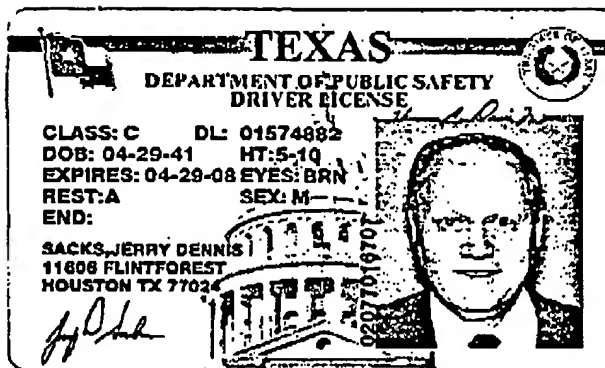 TEXAS
DEPARTMENT OF PUBLIC SAFETY
DRIVER LICENSE
CLASS: C DL: 01574882
DOB: 04-29-41 HT:5-10
EXPIRES: 04-29-08 EYES: BRN
REST:A SEX: M
END:
SACKS,JERRY DENNIS
11606 FLINTFOREST
HOUSTON TX 77024